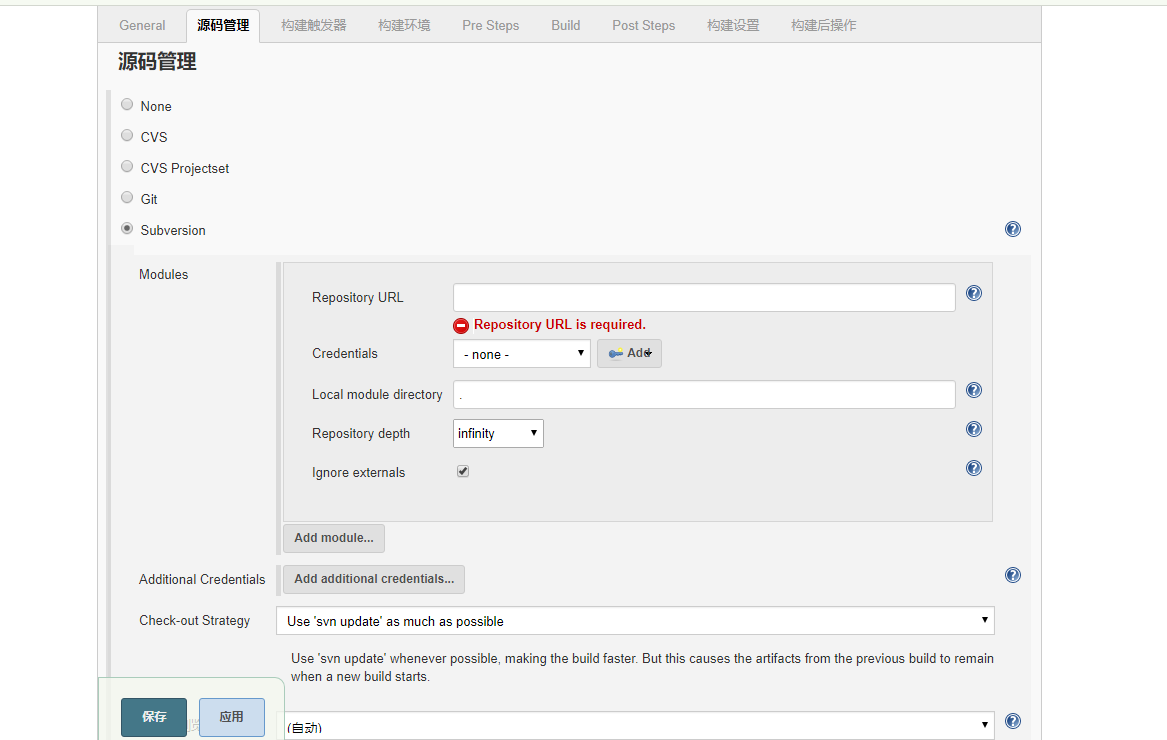 General 源码管理 构建触发器 构建环境 Pre Steps Build Post Steps 构建设置 构建后操作
源码管理
None
CVS
CVS Projectset
Git
Subversion
Modules
Repository URL
Repository URL is required.
Credentials - none - Add
Local module directory .
Repository depth infinity
Ignore externals
Add module...
Additional Credentials Add additional credentials...
Check-out Strategy Use 'svn update' as much as possible
Use 'svn update' whenever possible, making the build faster. But this causes the artifacts from the previous build to remain
when a new build starts.
保存 应用 (自动)